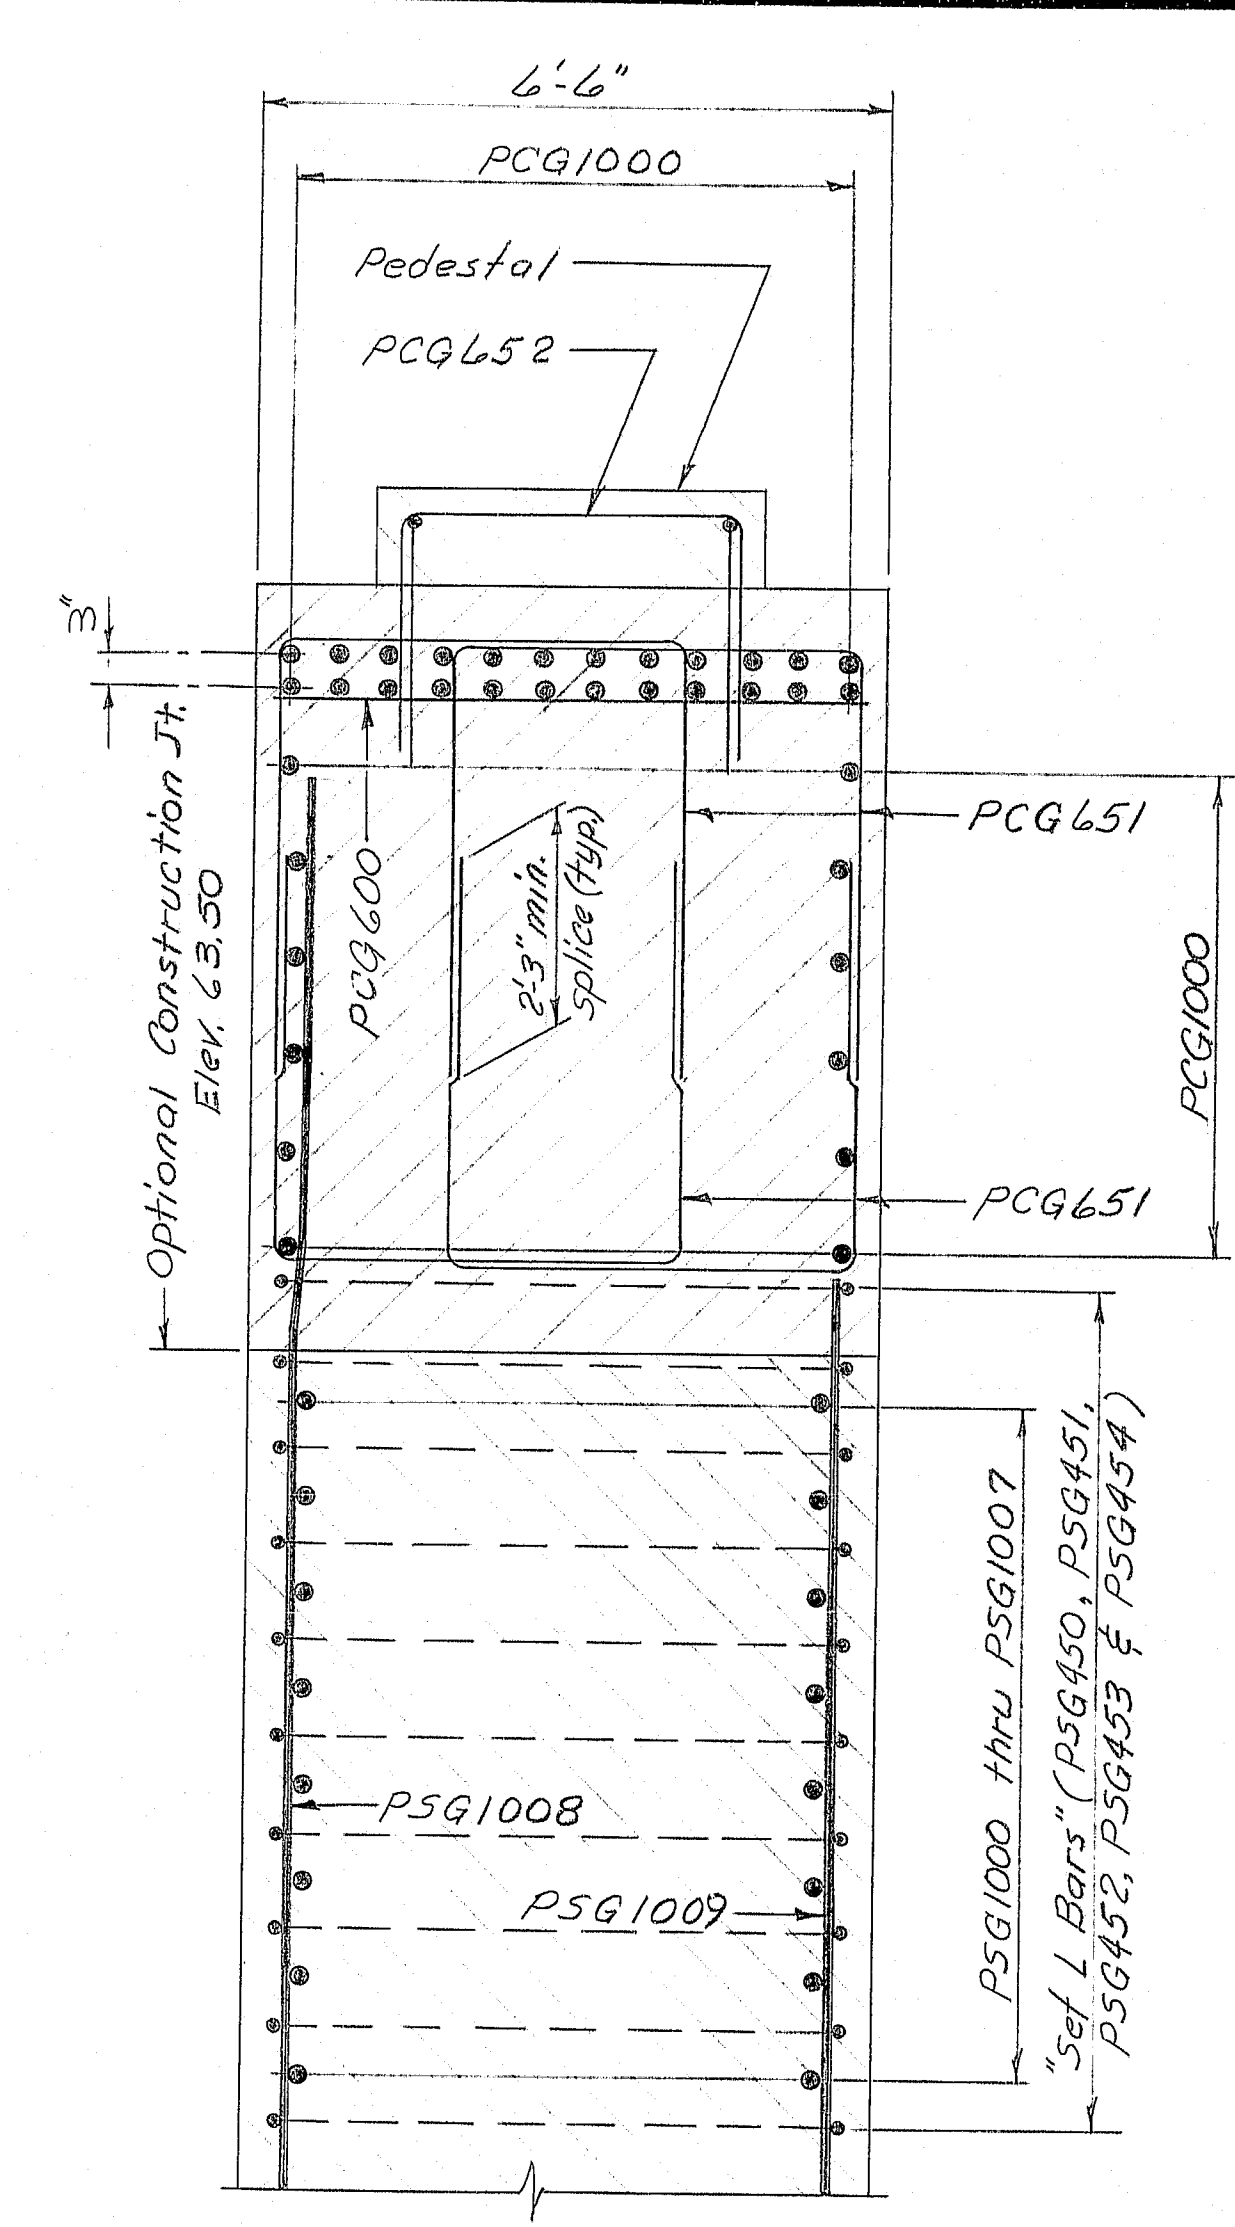 6'-6"
PCG1000
Pedestal
PCG652
3"
Optional Construction Jt.
Elev. 63.50
PCG600
2'-3" min.
splice (typ.)
PCG651
PCG1000
PCG651
PSG1008
PSG1009
PSG1000 thru PSG1007
"Set L Bars" (PSG450, PSG451,
PSG452, PSG453 & PSG454)